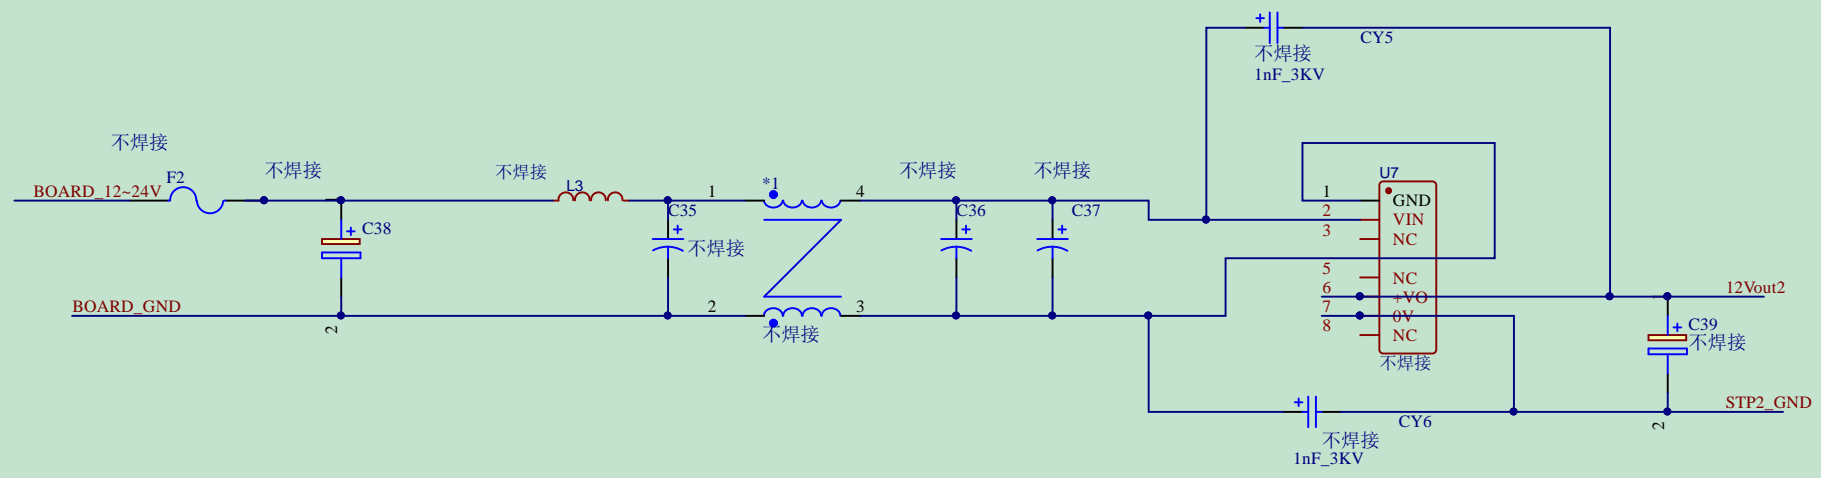 CY5
不焊接
1nF_3KV
不焊接
F2
BOARD_12~24V
不焊接
C38
2
BOARD_GND
不焊接
L3
C35
不焊接
1
*1
4
2
3
不焊接
不焊接
C36
不焊接
C37
U7
1
GND
2
VIN
3
NC
5
NC
6
+VO
7
0V
8
NC
不焊接
12Vout2
C39
不焊接
STP2_GND
2
CY6
不焊接
1nF_3KV